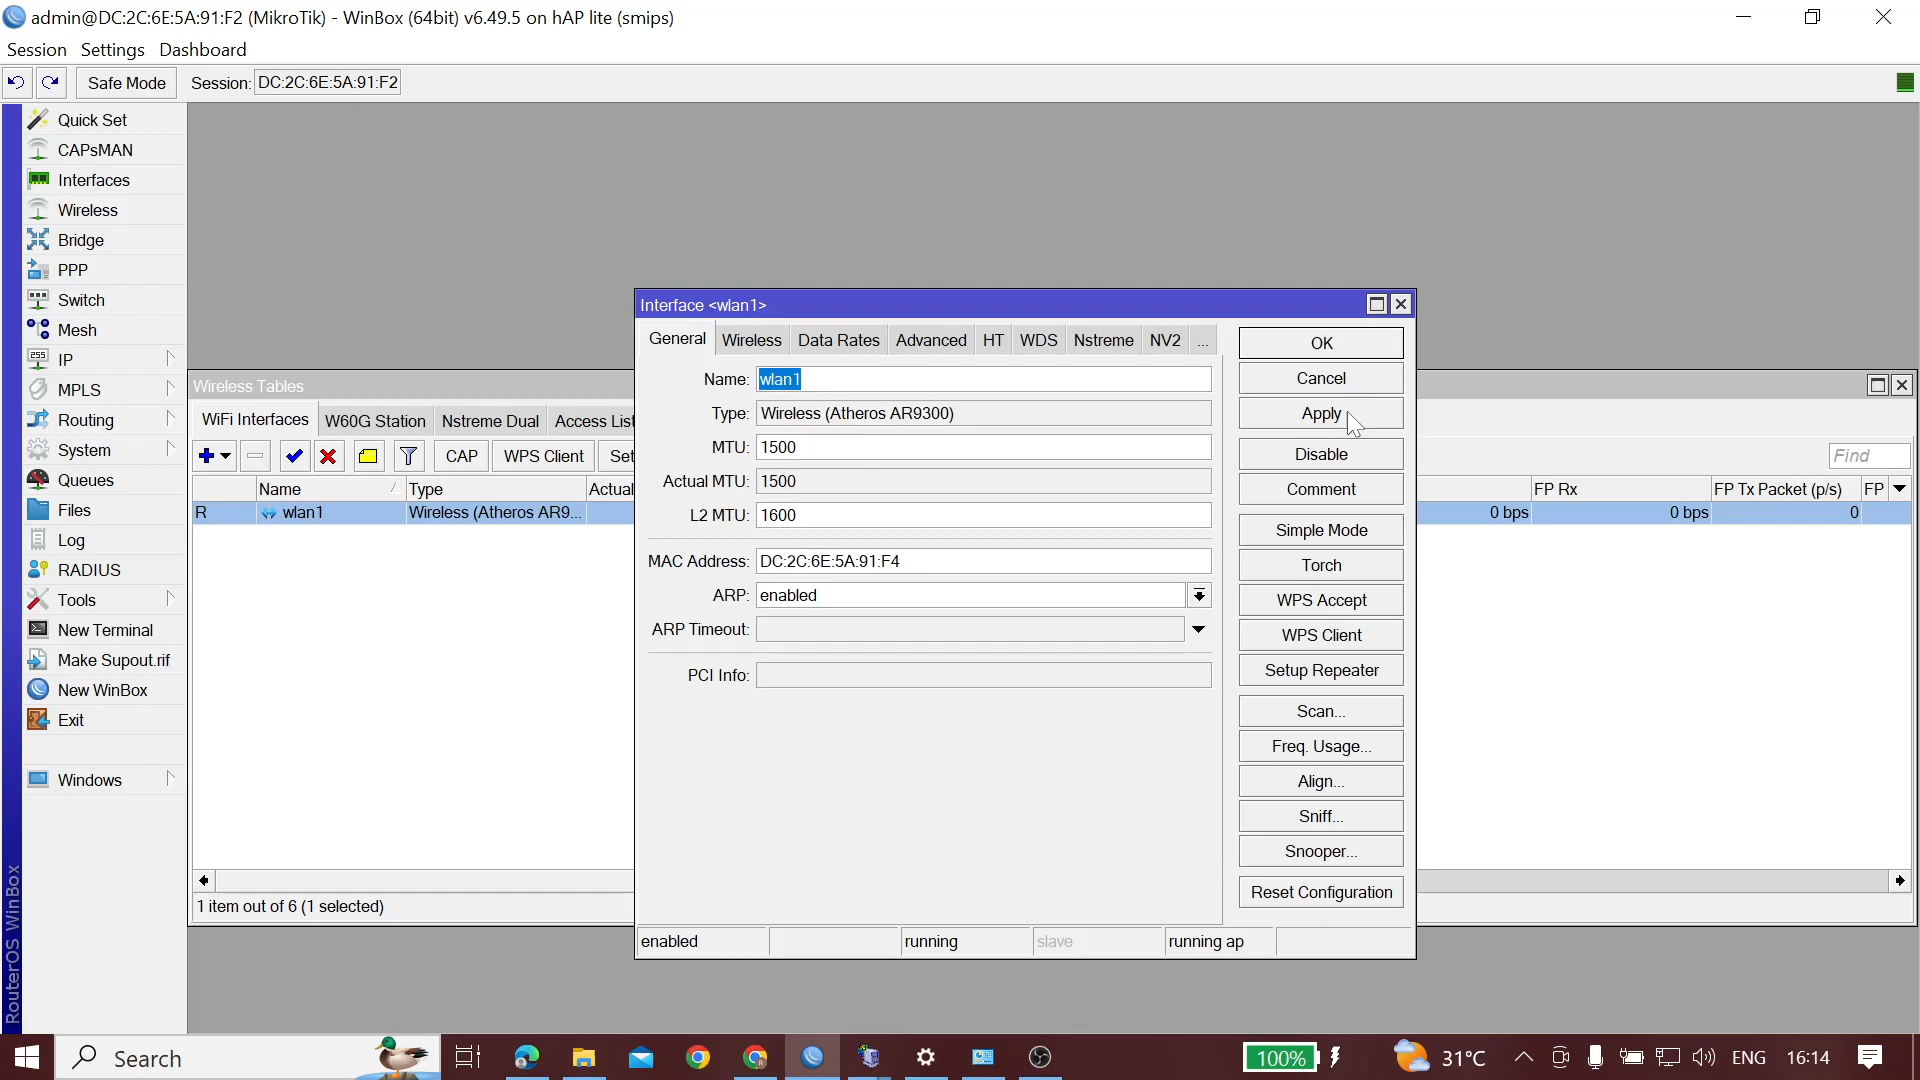 admin@DC:2C:6E:5A:91:F2 (MikroTik) - WinBox (64bit) v6.49.5 on hAP lite (smips)
Session Settings Dashboard
Safe Mode Session: DC:2C:6E:5A:91:F2
Quick Set
CAPsMAN
Interfaces
Wireless
Bridge
PPP
Switch
Mesh
IP
MPLS
Routing
System
Queues
Files
Log
RADIUS
Tools
New Terminal
Make Supout.rif
New WinBox
Exit
Windows
RouterOS WinBox
Wireless Tables
WiFi Interfaces W60G Station Nstreme Dual Access List
CAP WPS Client Set
Find
Name Type Actual
FP Rx FP Tx Packet (p/s) FP
R wlan1 Wireless (Atheros AR9...
0 bps 0 bps 0
1 item out of 6 (1 selected)
Interface <wlan1>
General Wireless Data Rates Advanced HT WDS Nstreme NV2 ...
Name: wlan1
Type: Wireless (Atheros AR9300)
MTU: 1500
Actual MTU: 1500
L2 MTU: 1600
MAC Address: DC:2C:6E:5A:91:F4
ARP: enabled
ARP Timeout:
PCI Info:
OK
Cancel
Apply
Disable
Comment
Simple Mode
Torch
WPS Accept
WPS Client
Setup Repeater
Scan...
Freq. Usage...
Align...
Sniff...
Snooper...
Reset Configuration
enabled running slave running ap
Search
100% 31°C ENG 16:14